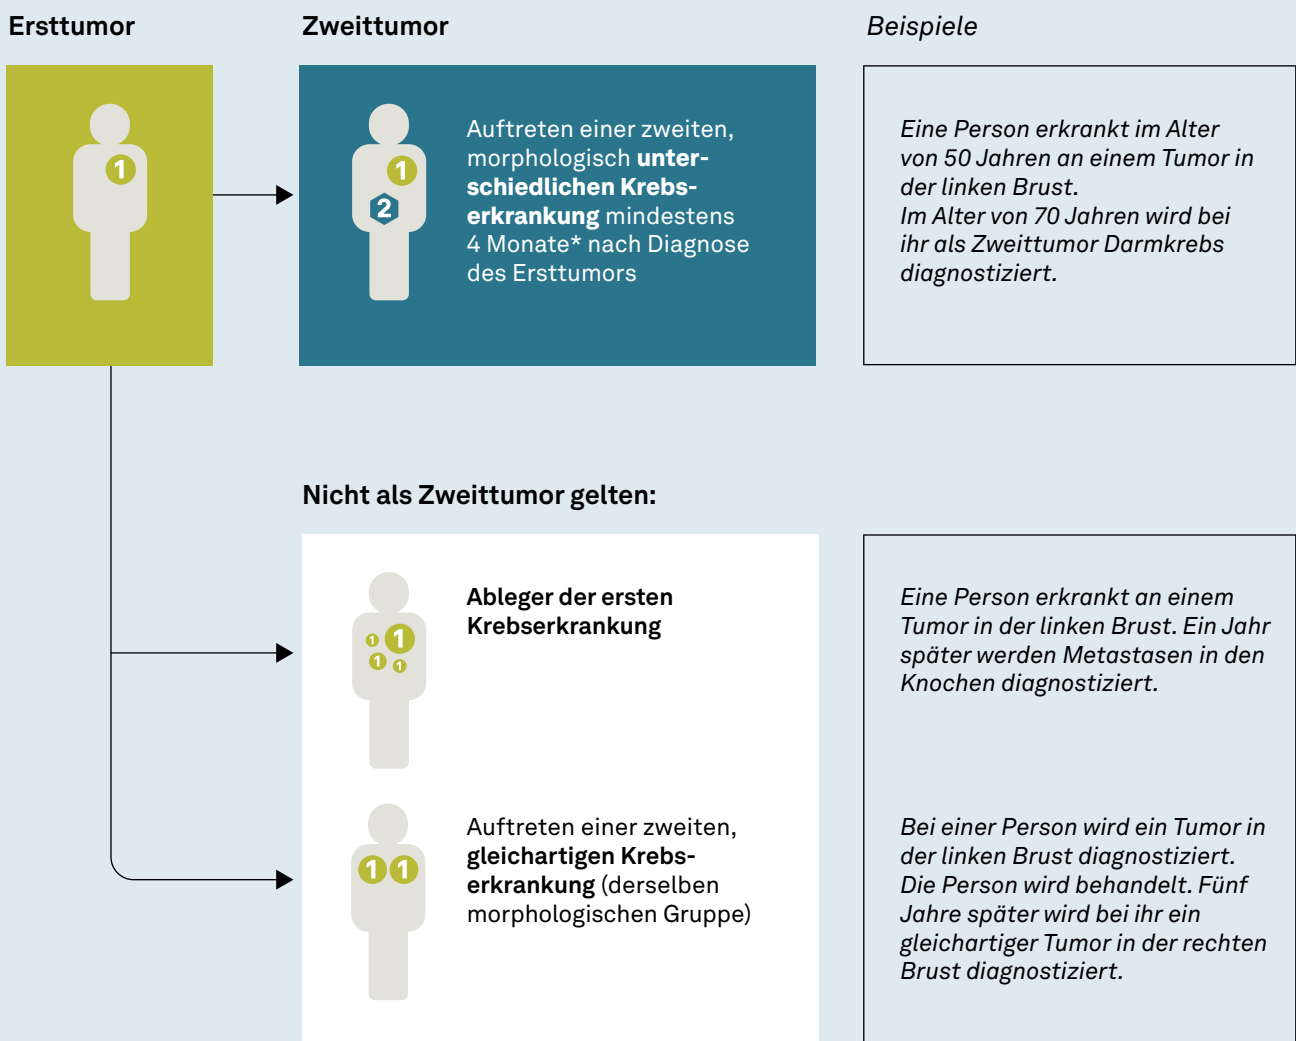 Ersttumor
Zweittumor
Beispiele
1
1
2
Auftreten einer zweiten,
morphologisch unter-
schiedlichen Krebs-
erkrankung mindestens
4 Monate* nach Diagnose
des Ersttumors
Eine Person erkrankt im Alter
von 50 Jahren an einem Tumor in
der linken Brust.
Im Alter von 70 Jahren wird bei
ihr als Zweittumor Darmkrebs
diagnostiziert.
Nicht als Zweittumor gelten:
1 1
1 1
Ableger der ersten
Krebserkrankung
Eine Person erkrankt an einem
Tumor in der linken Brust. Ein Jahr
später werden Metastasen in den
Knochen diagnostiziert.
1 1
Auftreten einer zweiten,
gleichartigen Krebs-
erkrankung (derselben
morphologischen Gruppe)
Bei einer Person wird ein Tumor in
der linken Brust diagnostiziert.
Die Person wird behandelt. Fünf
Jahre später wird bei ihr ein
gleichartiger Tumor in der rechten
Brust diagnostiziert.